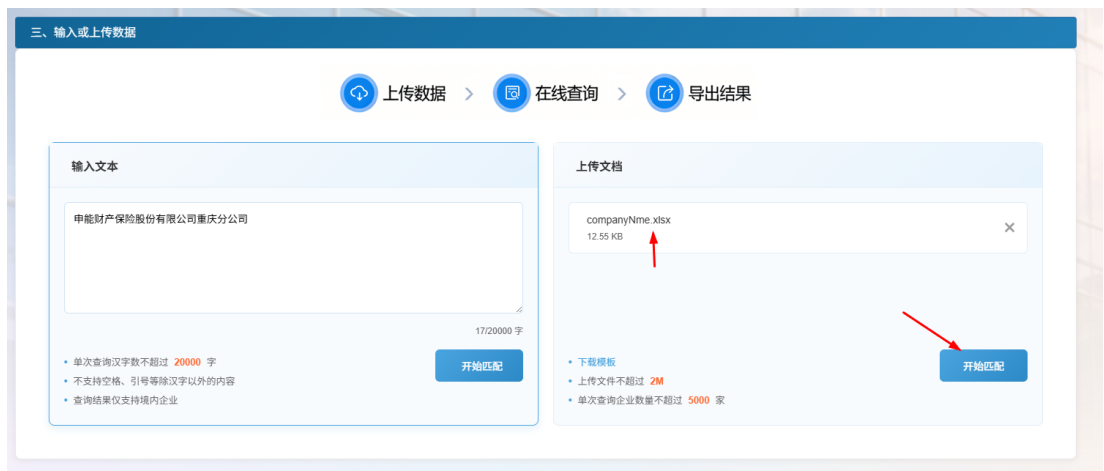 三、输入或上传数据
上传数据 > 在线查询 > 导出结果
输入文本
申能财产保险股份有限公司重庆分公司
17/20000 字
• 单次查询汉字数不超过 20000 字
• 不支持空格、引号等除汉字以外的内容
• 查询结果仅支持境内企业
开始匹配
上传文档
companyNme.xlsx
12.55 KB
• 下载模板
• 上传文件不超过 2M
• 单次查询企业数量不超过 5000 家
开始匹配